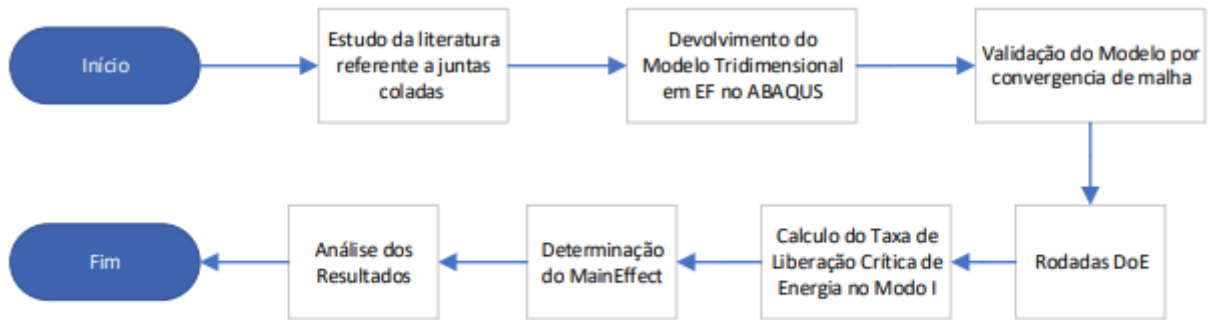 Início
Estudo da literatura
referente a juntas
coladas
Devolvimento do
Modelo Tridimensional
em EF no ABAQUS
Validação do Modelo por
convergencia de malha
Rodadas DoE
Calculo do Taxa de
Liberação Crítica de
Energia no Modo I
Determinação
do MainEffect
Análise dos
Resultados
Fim